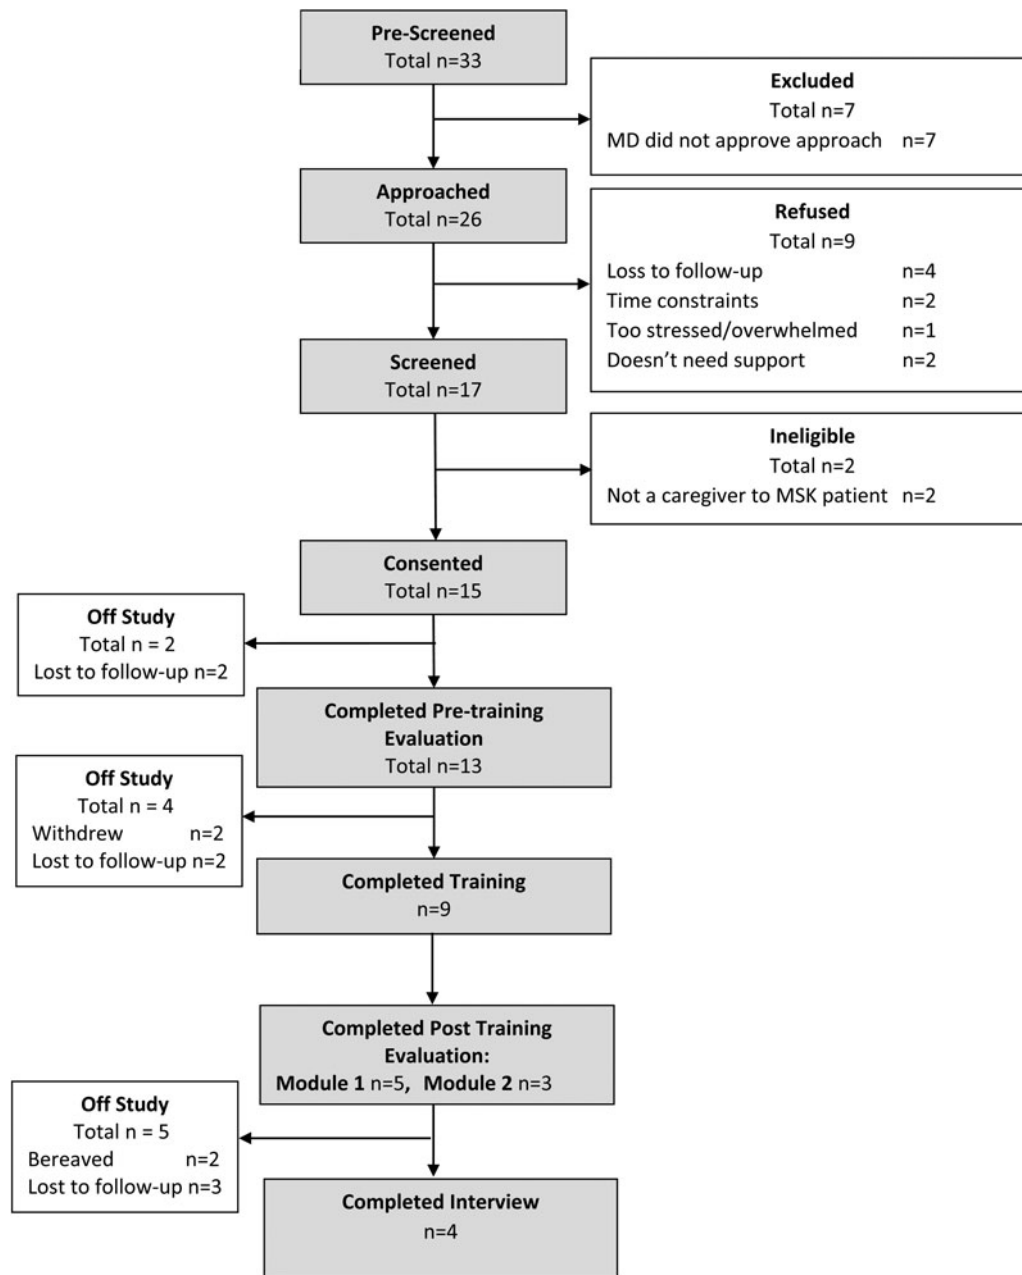 Pre-Screened
Total n=33
Excluded
Total n=7
MD did not approve approach n=7
Approached
Total n=26
Refused
Total n=9
Loss to follow-up n=4
Time constraints n=2
Too stressed/overwhelmed n=1
Doesn't need support n=2
Screened
Total n=17
Ineligible
Total n=2
Not a caregiver to MSK patient n=2
Consented
Total n=15
Off Study
Total n = 2
Lost to follow-up n=2
Completed Pre-training
Evaluation
Total n=13
Off Study
Total n = 4
Withdrew n=2
Lost to follow-up n=2
Completed Training
n=9
Completed Post Training
Evaluation:
Module 1 n=5, Module 2 n=3
Off Study
Total n = 5
Bereaved n=2
Lost to follow-up n=3
Completed Interview
n=4